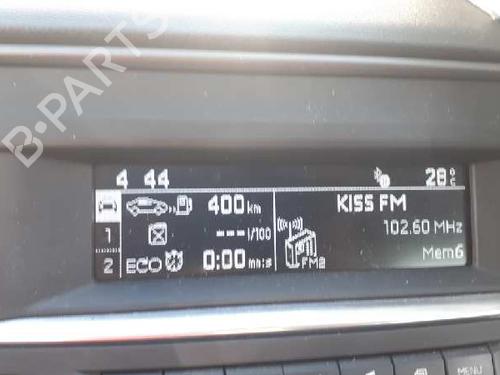 B-PARTS
4 44 28°C
400 km KISS FM
1 --- l/100 102.60 MHz
2 ECO 0:00 mn:s FM2 Mem6
MENU